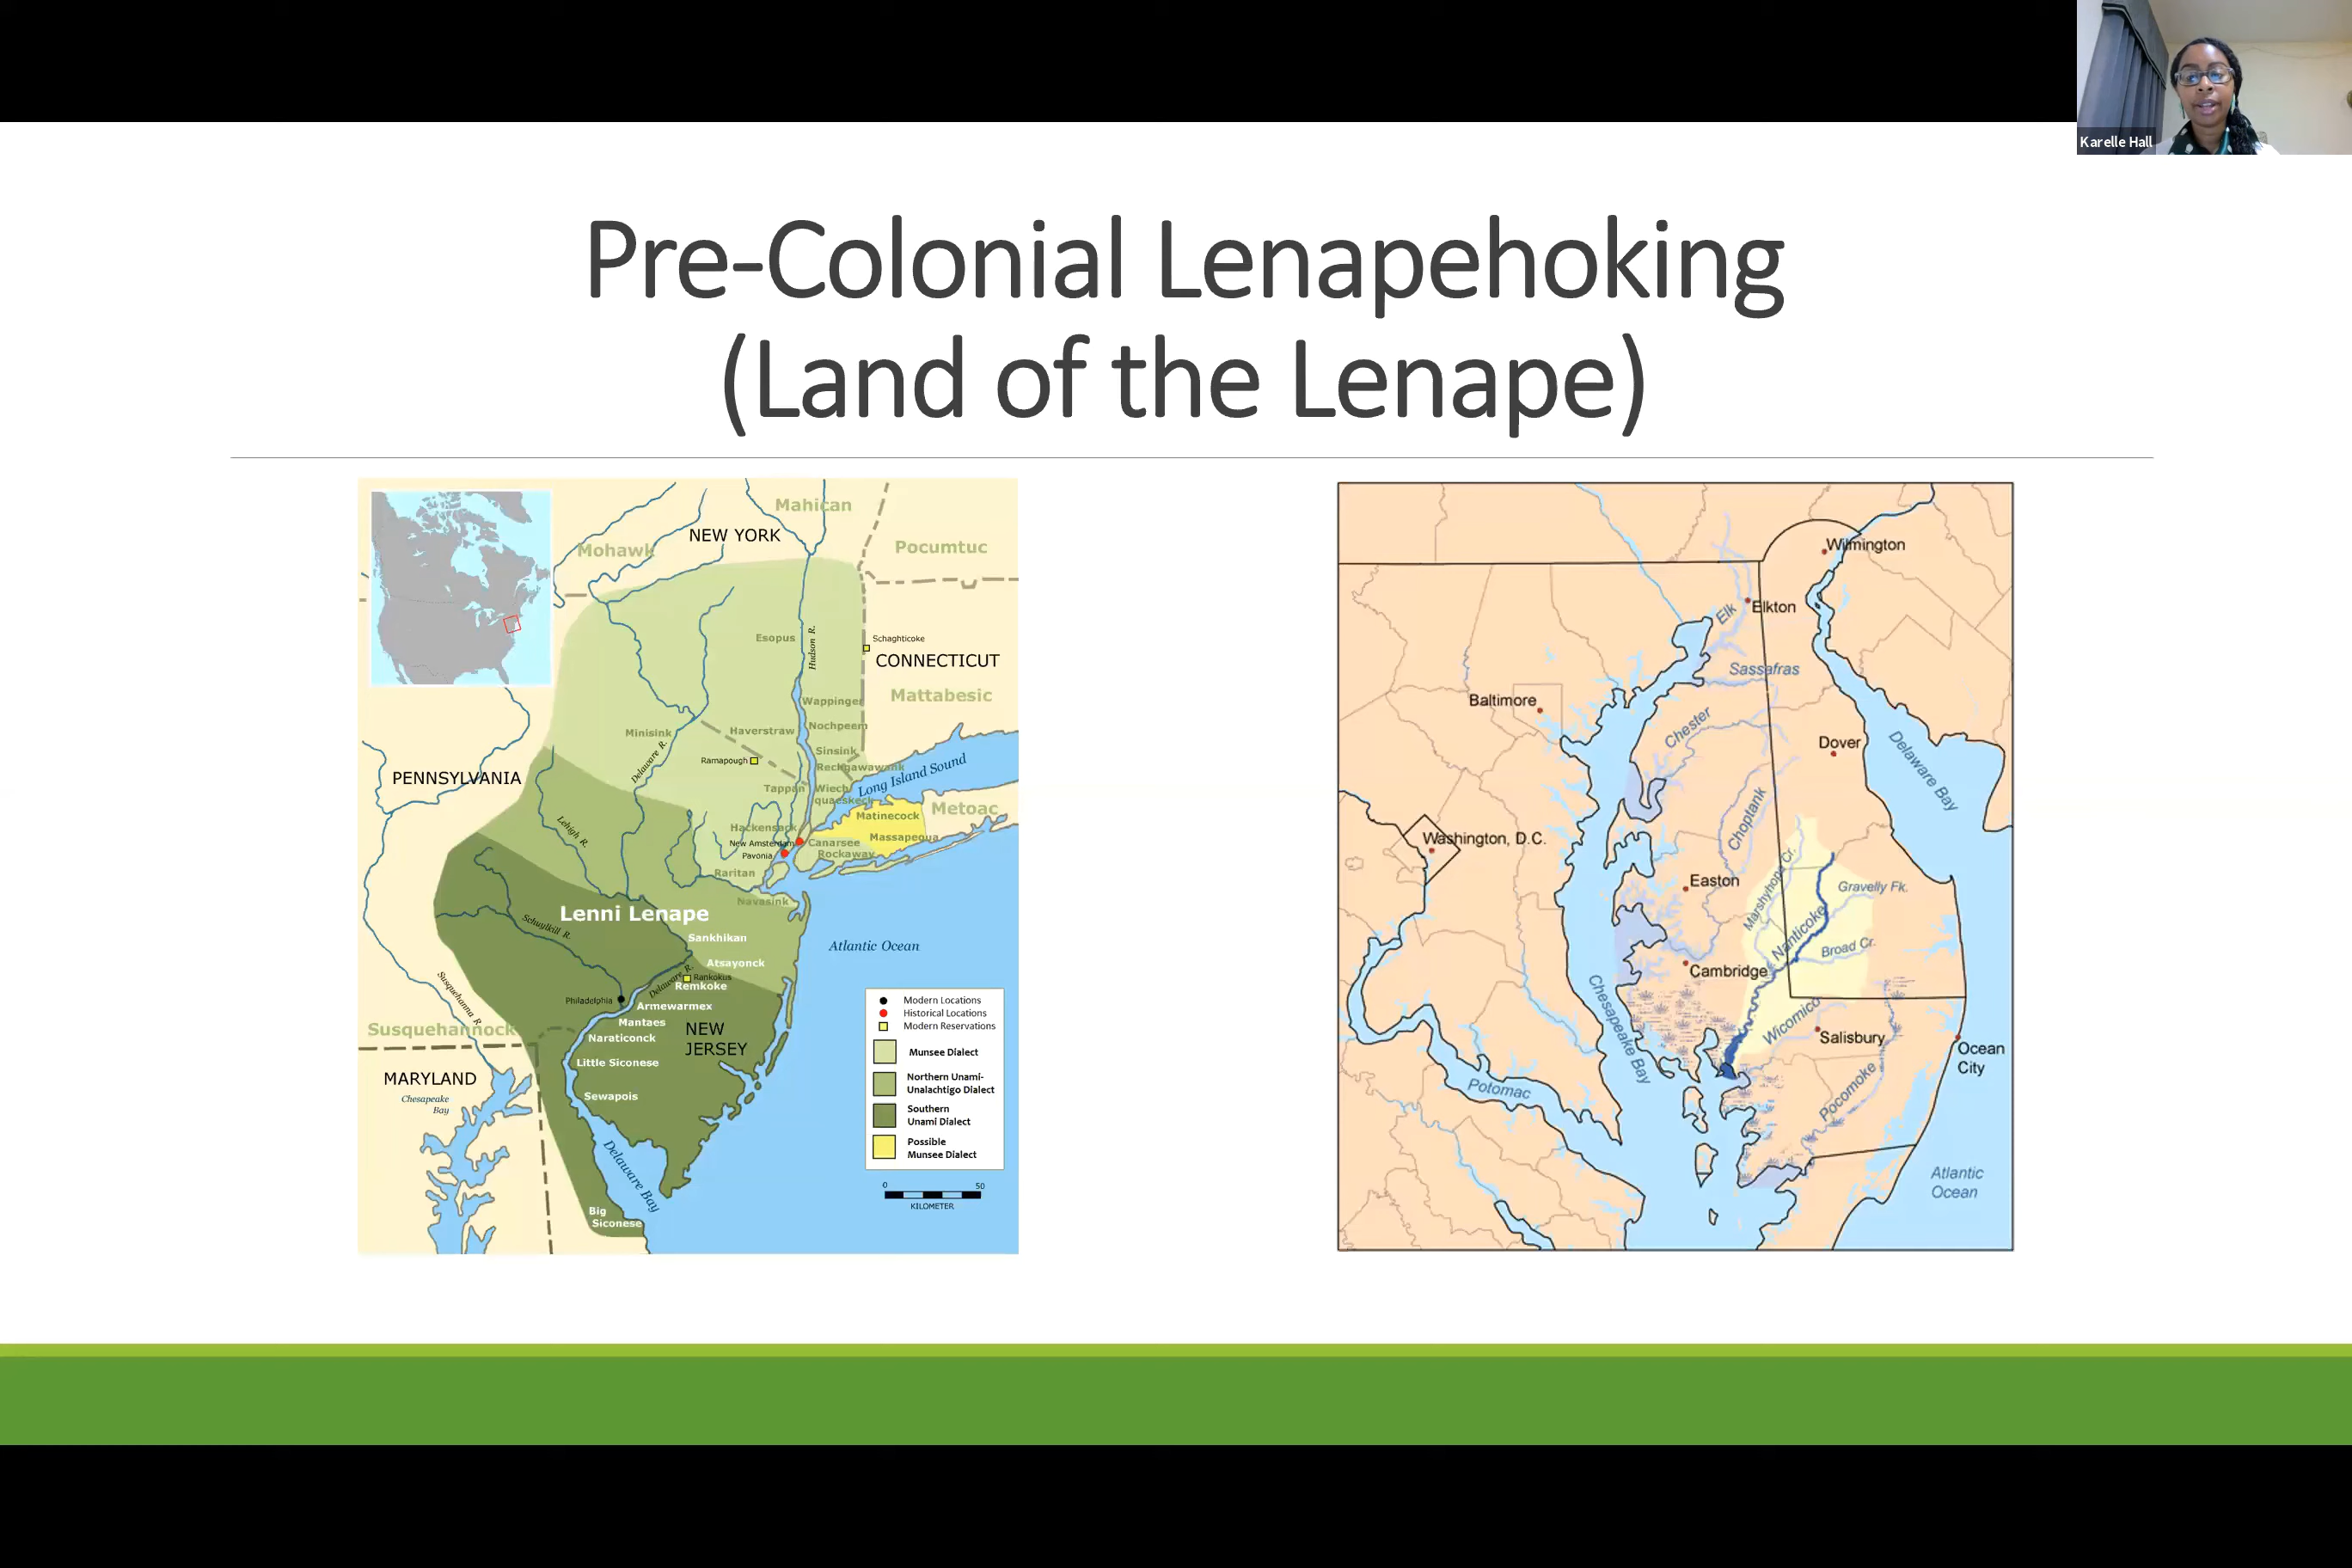 Karelle Hall
Pre-Colonial Lenapehoking
(Land of the Lenape)
Mahican
NEW YORK
Mohawk
Pocumtuc
Esopus
Hudson R.
Schaghticoke
CONNECTICUT
Mattabesic
Wappinger
Nochpeem
Minisink
Haverstraw
Sinsink
Delaware R.
Ramapough
Rechgawawank
Long Island Sound
PENNSYLVANIA
Tappan
Wiech
quaeskeck
Metoac
Matinecock
Lehigh R.
Hackensack
Massapequa
New Amsterdam
Canarsee
Pavonia
Rockaway
Raritan
Navasink
Lenni Lenape
Schuylkill R.
Sankhikan
Atlantic Ocean
Atsayonck
Delaware R.
Rankokus
Remkoke
Susquehanna R.
Philadelphia
Armewarmex
Mantaes
Susquehannock
NEW
JERSEY
Naraticonck
Little Siconese
MARYLAND
Chesapeake
Bay
Sewapois
Delaware Bay
Big
Siconese
Modern Locations
Historical Locations
Modern Reservations
Munsee Dialect
Northern Unami-
Unalachtigo Dialect
Southern
Unami Dialect
Possible
Munsee Dialect
0 50
KILOMETER
Wilmington
Elk
Elkton
Sassafras
Baltimore
Chester
Dover
Delaware Bay
Choptank
Washington, D.C.
Marshyhope Cr.
Easton
Gravelly Fk.
Nanticoke
Broad Cr.
Cambridge
Chesapeake Bay
Wicomico
Salisbury
Ocean
City
Potomac
Pocomoke
Atlantic
Ocean